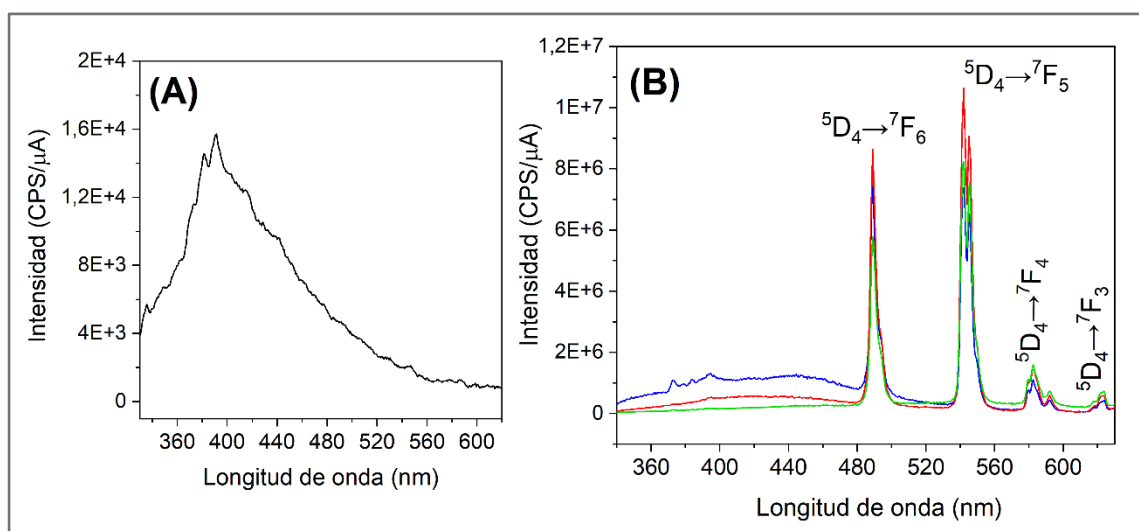 (A)
Intensidad (CPS/µA)
2E+4
1,6E+4
1,2E+4
8E+3
4E+3
0
360 400 440 480 520 560 600
Longitud de onda (nm)
(B)
Intensidad (CPS/µA)
1,2E+7
1E+7
8E+6
6E+6
4E+6
2E+6
0
⁵D₄→⁷F₆
⁵D₄→⁷F₅
⁵D₄→⁷F₄
⁵D₄→⁷F₃
360 400 440 480 520 560 600
Longitud de onda (nm)